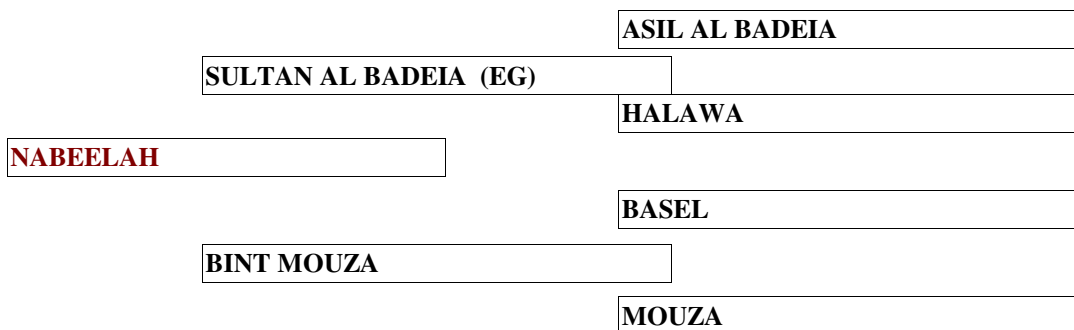 ASIL AL BADEIA
SULTAN AL BADEIA (EG)
HALAWA
NABEELAH
BASEL
BINT MOUZA
MOUZA